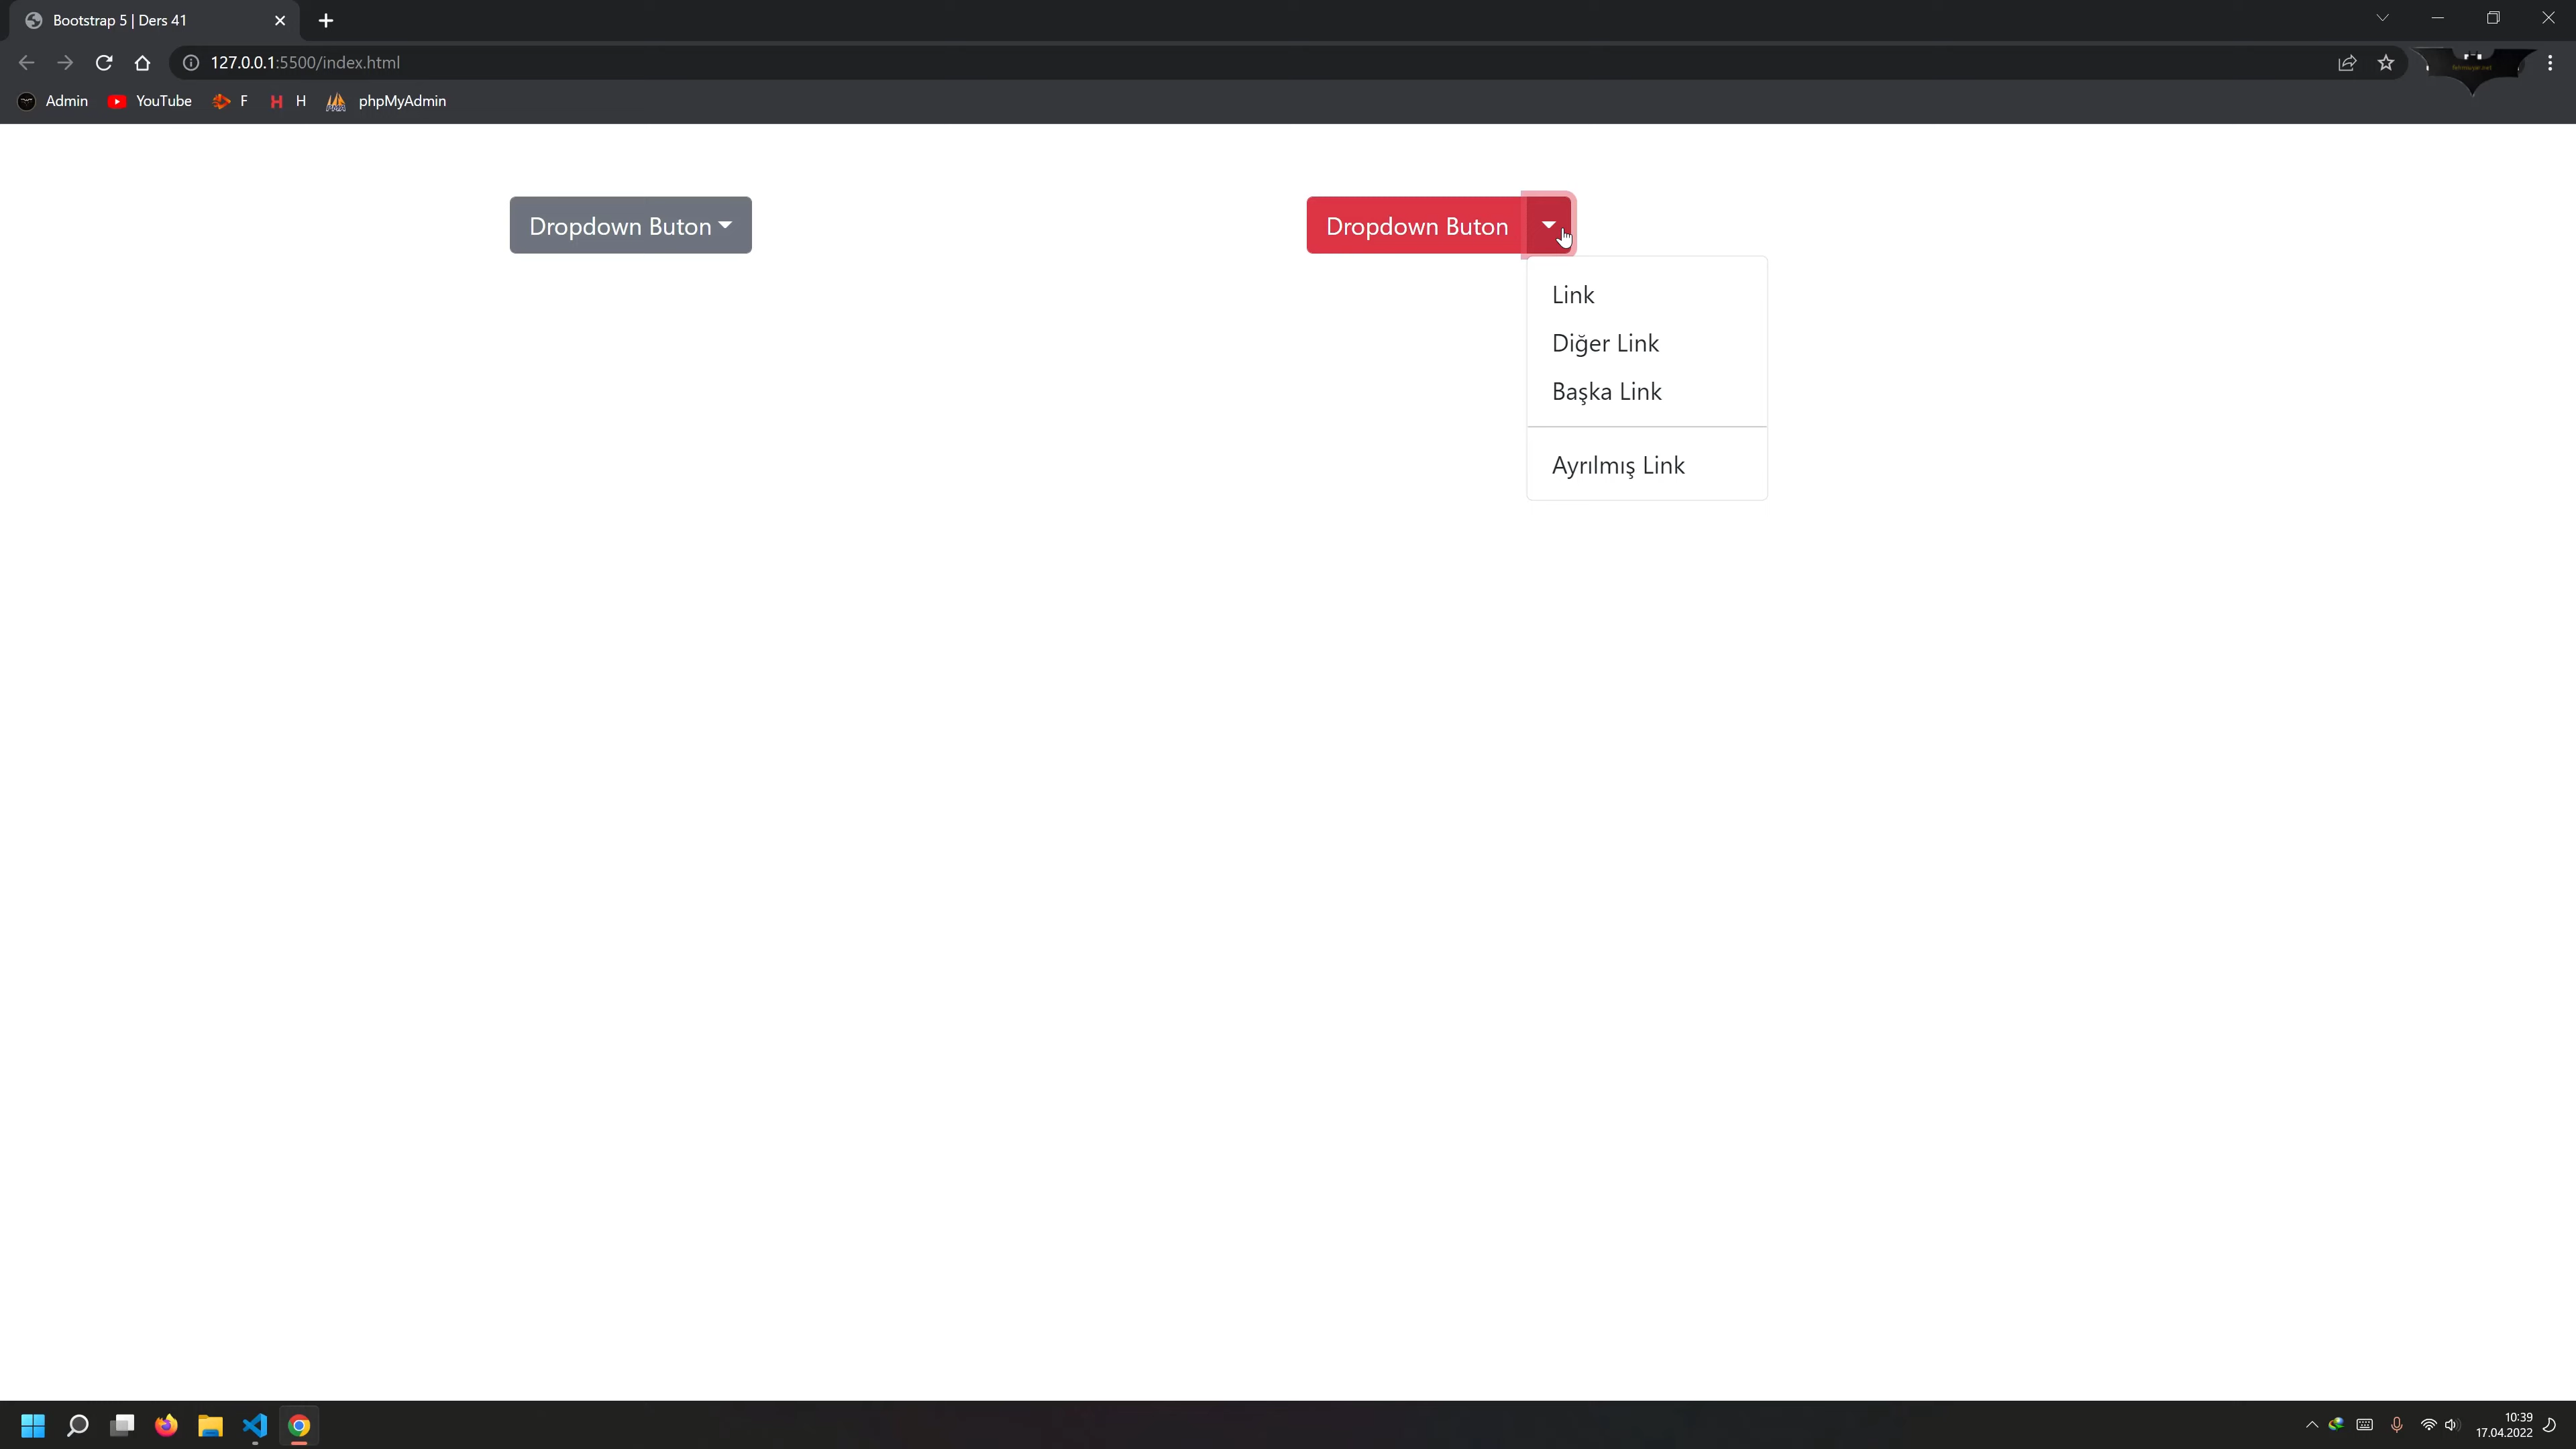 Bootstrap 5 | Ders 41
127.0.0.1:5500/index.html
Admin YouTube F H H phpMyAdmin
Dropdown Buton
Dropdown Buton
Link
Diğer Link
Başka Link
Ayrılmış Link
10:39
17.04.2022